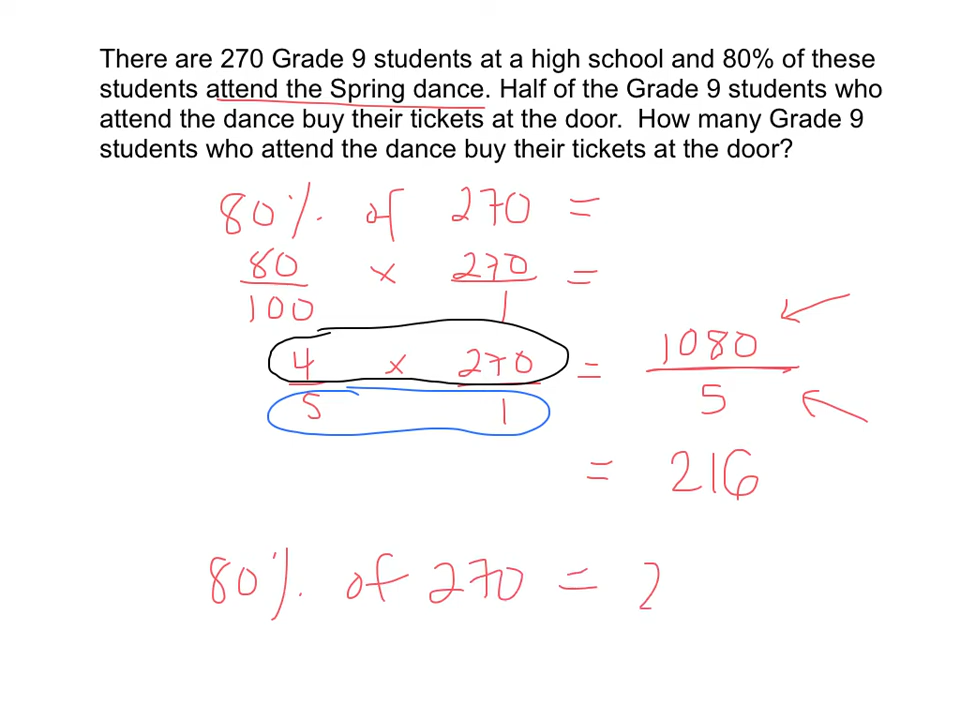 There are 270 Grade 9 students at a high school and 80% of these
students attend the Spring dance. Half of the Grade 9 students who
attend the dance buy their tickets at the door.  How many Grade 9
students who attend the dance buy their tickets at the door?
80% of 270 =
80/100 × 270/1 =
4/5 × 270/1 = 1080/5
= 216
80% of 270 = 2